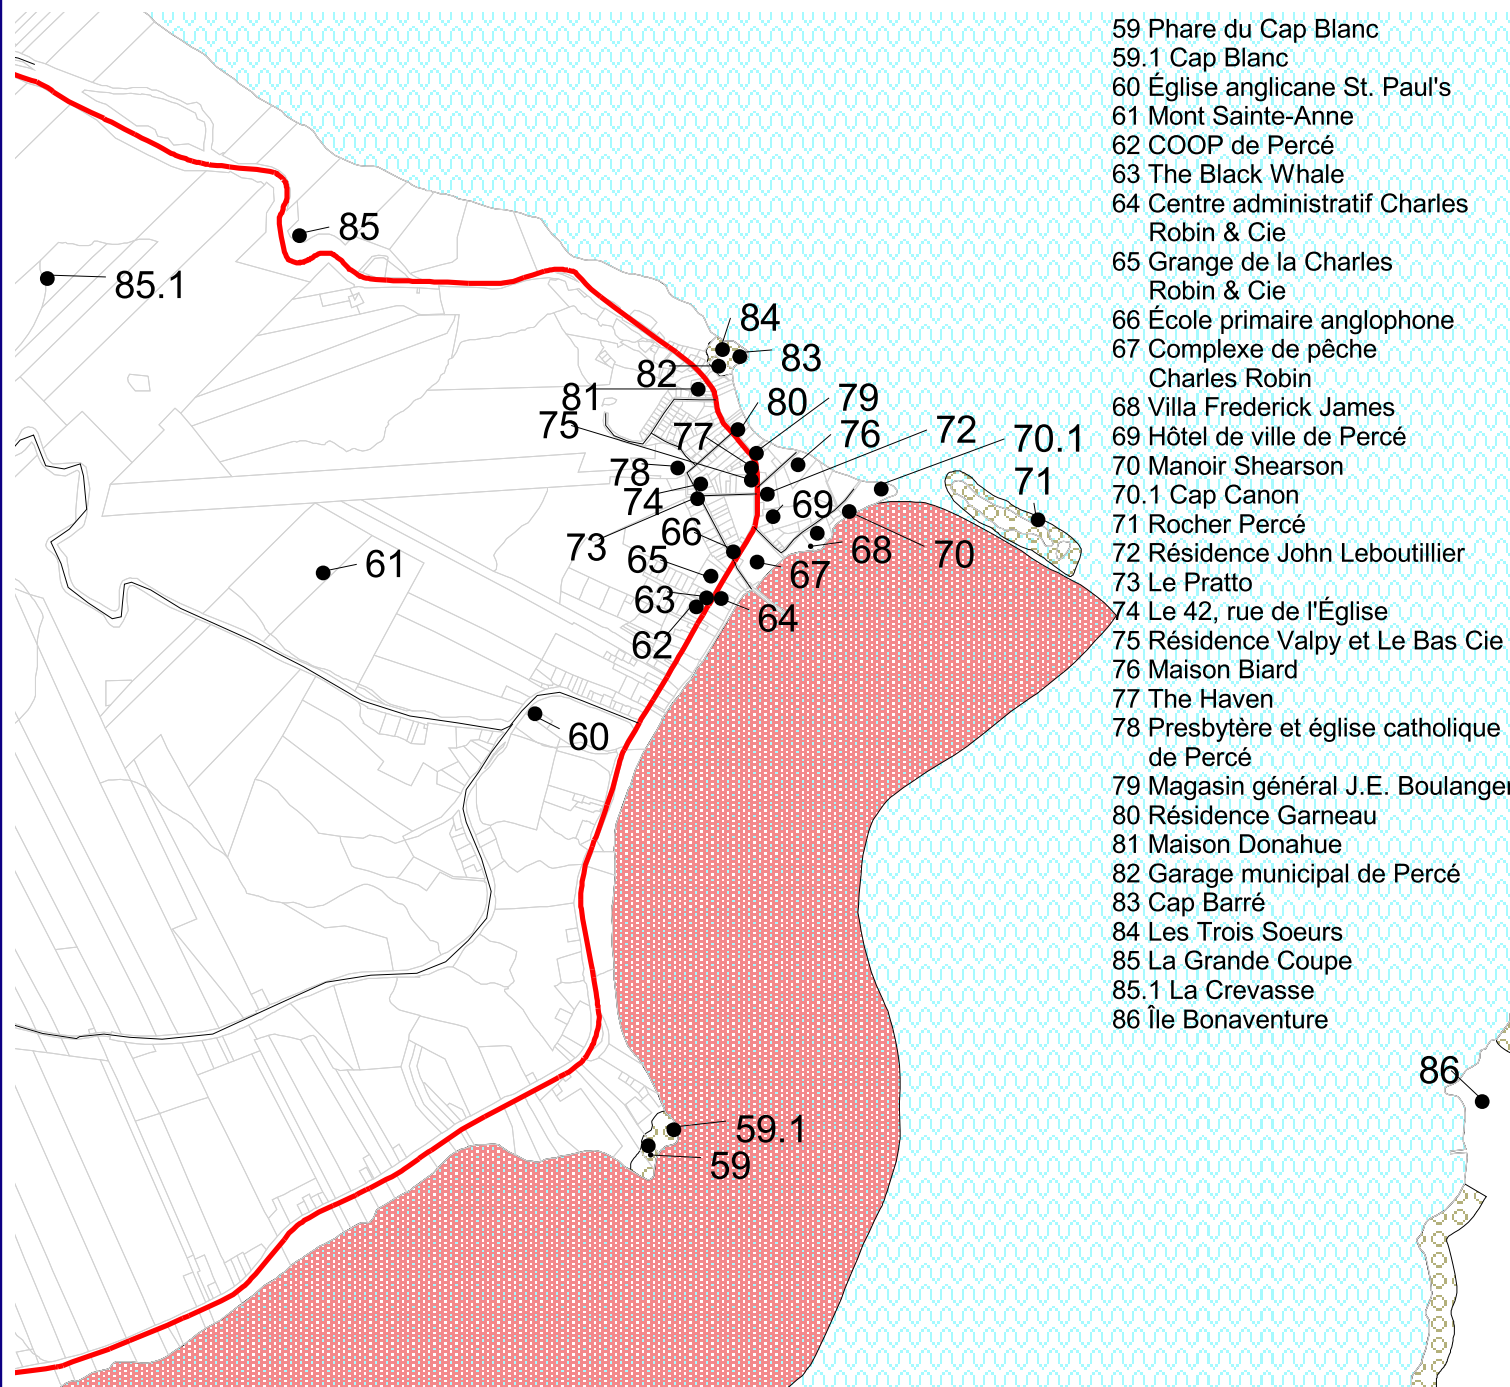 59 Phare du Cap Blanc
59.1 Cap Blanc
60 Église anglicane St. Paul's
61 Mont Sainte-Anne
62 COOP de Percé
63 The Black Whale
64 Centre administratif Charles
Robin & Cie
65 Grange de la Charles
Robin & Cie
66 École primaire anglophone
67 Complexe de pêche
Charles Robin
68 Villa Frederick James
69 Hôtel de ville de Percé
70 Manoir Shearson
70.1 Cap Canon
71 Rocher Percé
72 Résidence John Leboutillier
73 Le Pratto
74 Le 42, rue de l'Église
75 Résidence Valpy et Le Bas Cie
76 Maison Biard
77 The Haven
78 Presbytère et église catholique
de Percé
79 Magasin général J.E. Boulanger
80 Résidence Garneau
81 Maison Donahue
82 Garage municipal de Percé
83 Cap Barré
84 Les Trois Soeurs
85 La Grande Coupe
85.1 La Crevasse
86 Île Bonaventure
85
85.1
84
83
82
81
80
79
75
77
76
72
70.1
78
71
74
69
73
66
68
70
65
67
61
63
64
62
60
86
59.1
59